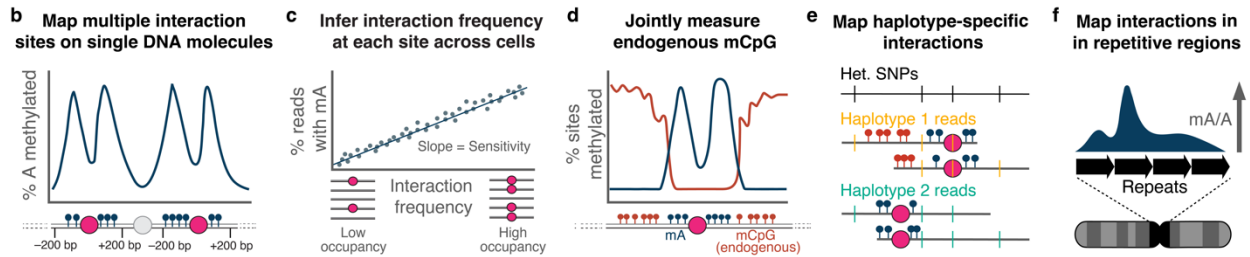 b
Map multiple interaction
sites on single DNA molecules
% A methylated
−200 bp
+200 bp
−200 bp
+200 bp
c
Infer interaction frequency
at each site across cells
% reads
with mA
Slope = Sensitivity
Interaction
frequency
Low
occupancy
High
occupancy
d
Jointly measure
endogenous mCpG
% sites
methylated
mA
mCpG
(endogenous)
e
Map haplotype-specific
interactions
Het. SNPs
Haplotype 1 reads
Haplotype 2 reads
f
Map interactions in
in repetitive regions
mA/A
Repeats